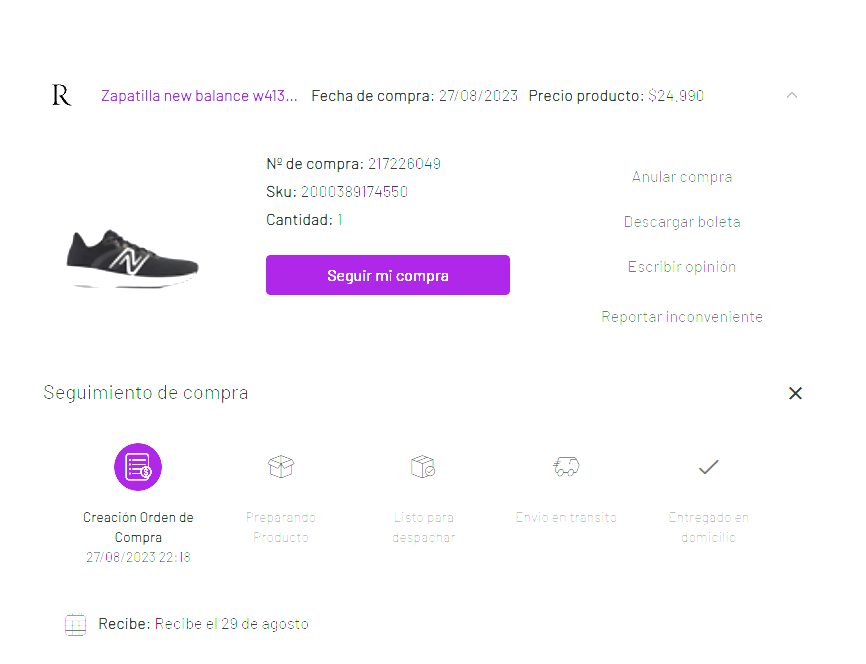 R Zapatilla new balance w413... Fecha de compra: 27/08/2023 Precio producto: $24,990
Nº de compra: 217226049
Sku: 2000389174550
Cantidad: 1
Seguir mi compra
Anular compra
Descargar boleta
Escribir opinión
Reportar inconveniente
Seguimiento de compra
Creación Orden de
Compra
27/08/2023 22:18
Preparando
Producto
Listo para
despachar
Envío en transito
Entregado en
domicilio
Recibe: Recibe el 29 de agosto